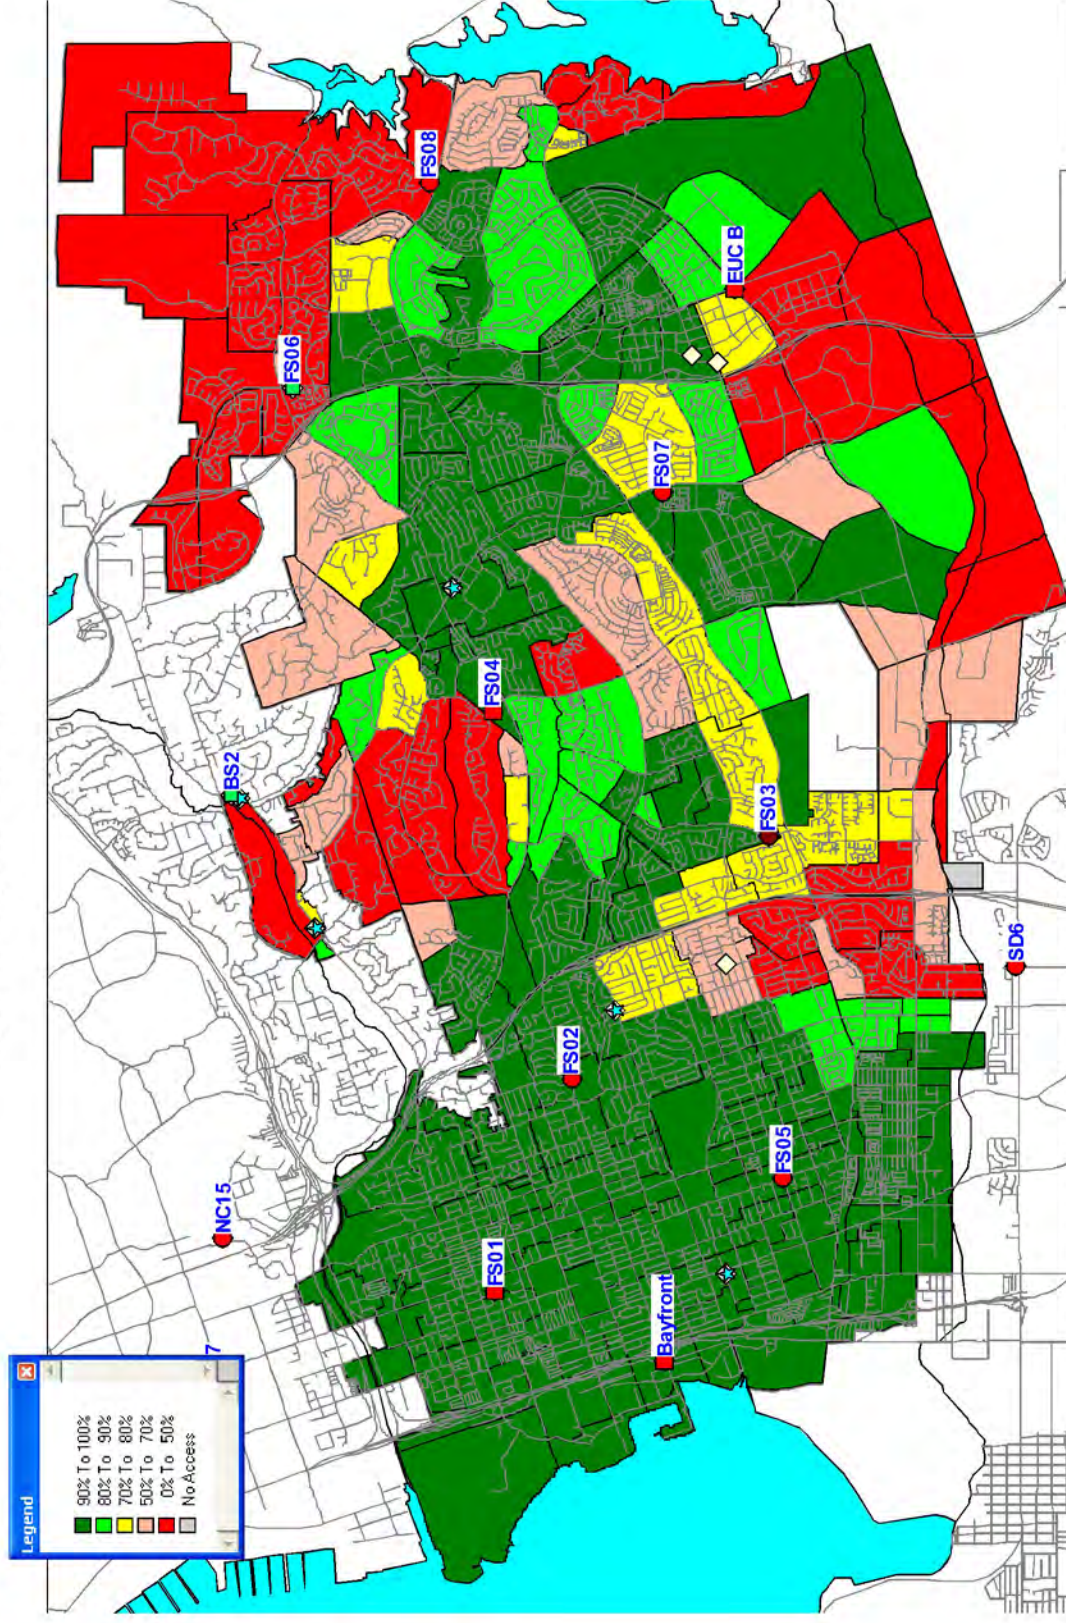 Legend
90% To 100%
80% To 90%
70% To 80%
50% To 70%
0% To 50%
No Access
7
NC15
BS2
FS06
FS08
FS01
FS04
Bayfront
FS02
FS07
EUC B
FS05
FS03
SD6